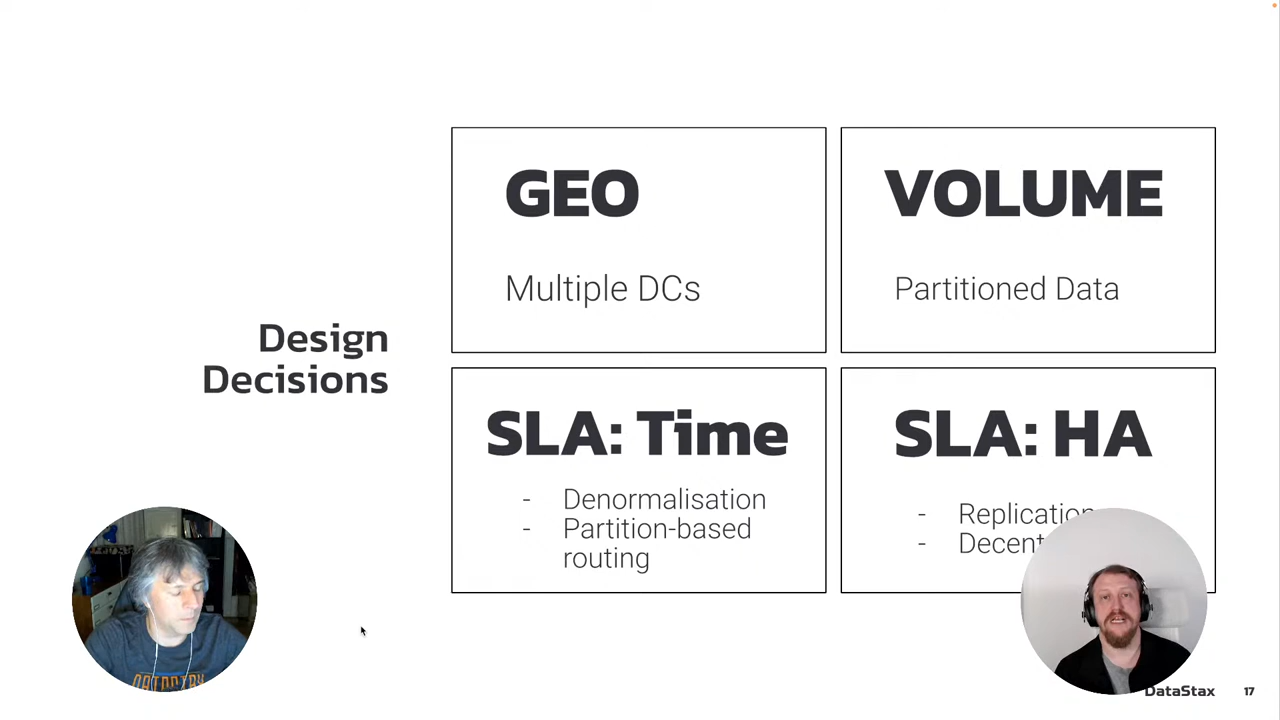 Design
Decisions
GEO
Multiple DCs
VOLUME
Partitioned Data
SLA: Time
- Denormalisation
- Partition-based
routing
SLA: HA
- Replication
-
DataStax
17